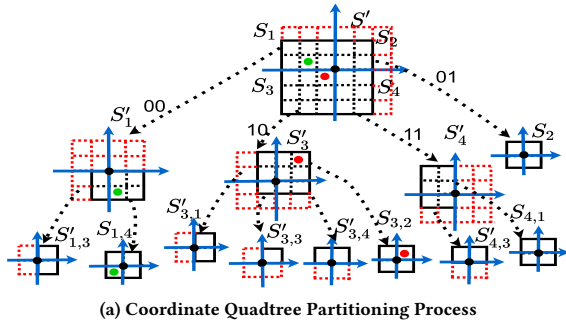 S₁ S′ S₂
S₃ S₄
00 01
10 11
S′₁ S′₃ S′₄ S₂
S′₁,₃ S₁,₄ S′₃,₁ S′₃,₃ S′₃,₄ S₃,₂ S′₄,₃ S₄,₁
(a) Coordinate Quadtree Partitioning Process